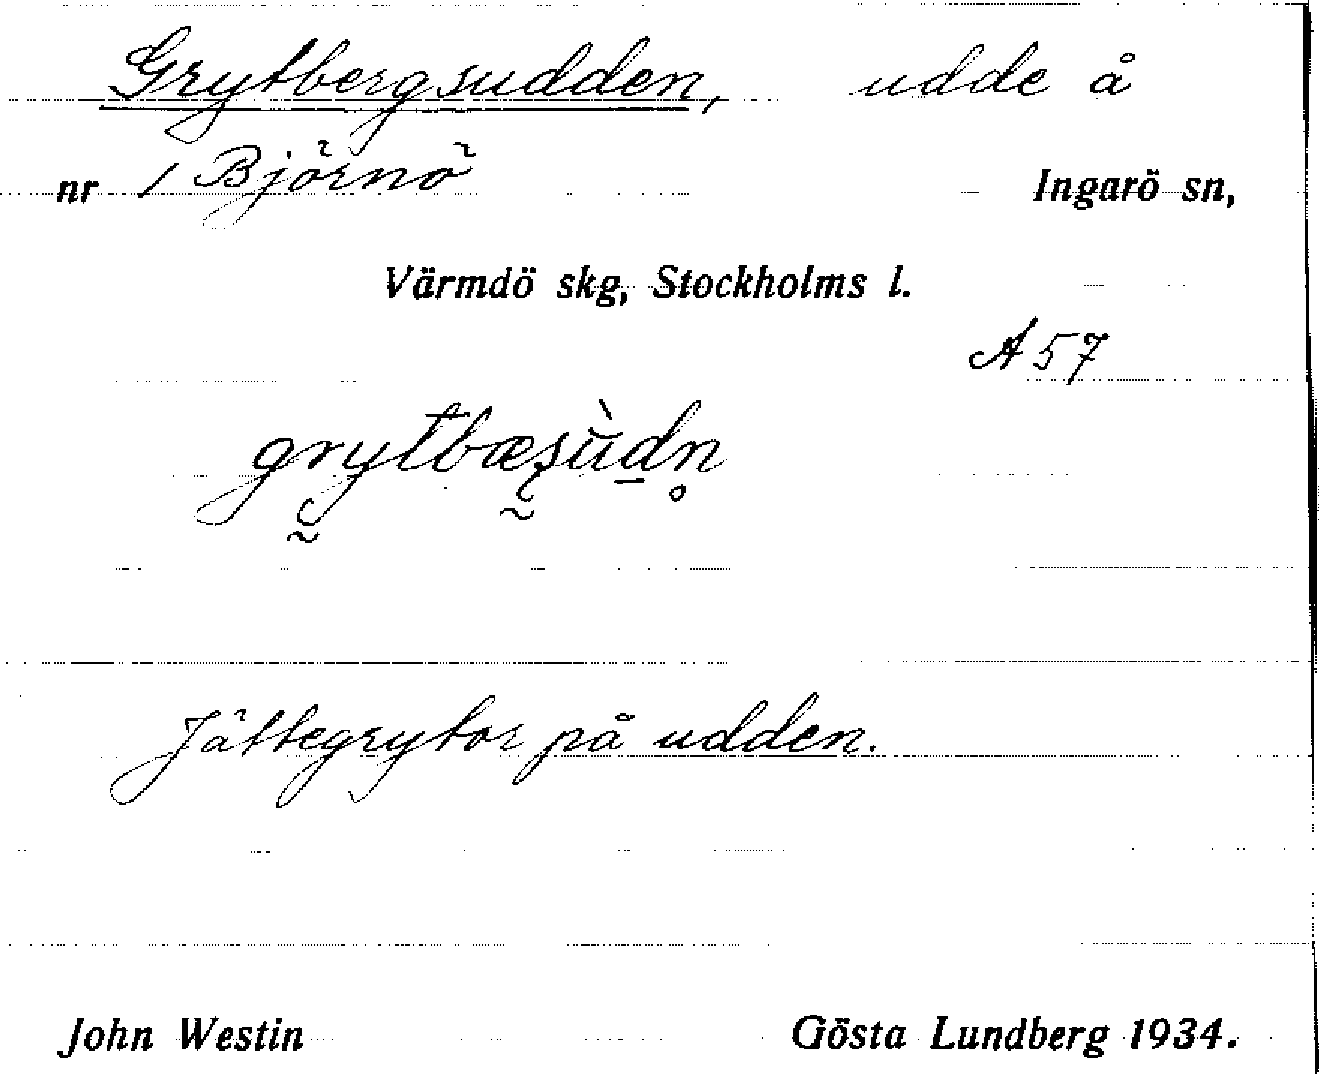 Grytbergsudden, udde å
nr 1 Björnö Ingarö sn,
Värmdö skg, Stockholms l.
A 57
grytbæṣùdn̥
Jättegrytor på udden.
John Westin Gösta Lundberg 1934.